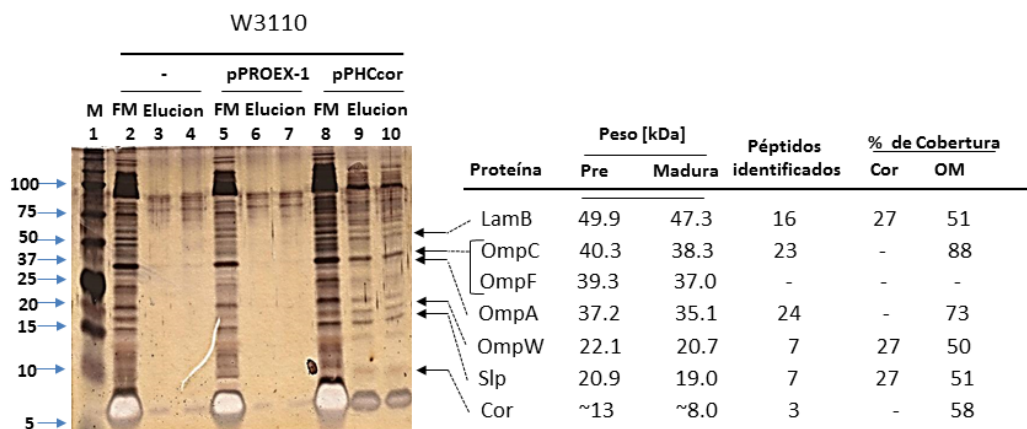 W3110
- pPROEX-1 pPHCcor
M FM Elucion FM Elucion FM Elucion
1 2 3 4 5 6 7 8 9 10
100
75
50
37
25
20
15
10
5
Peso [kDa] Péptidos identificados % de Cobertura
Proteína Pre Madura Cor OM
LamB 49.9 47.3 16 27 51
OmpC 40.3 38.3 23 - 88
OmpF 39.3 37.0 - - -
OmpA 37.2 35.1 24 - 73
OmpW 22.1 20.7 7 27 50
Slp 20.9 19.0 7 27 51
Cor ~13 ~8.0 3 - 58